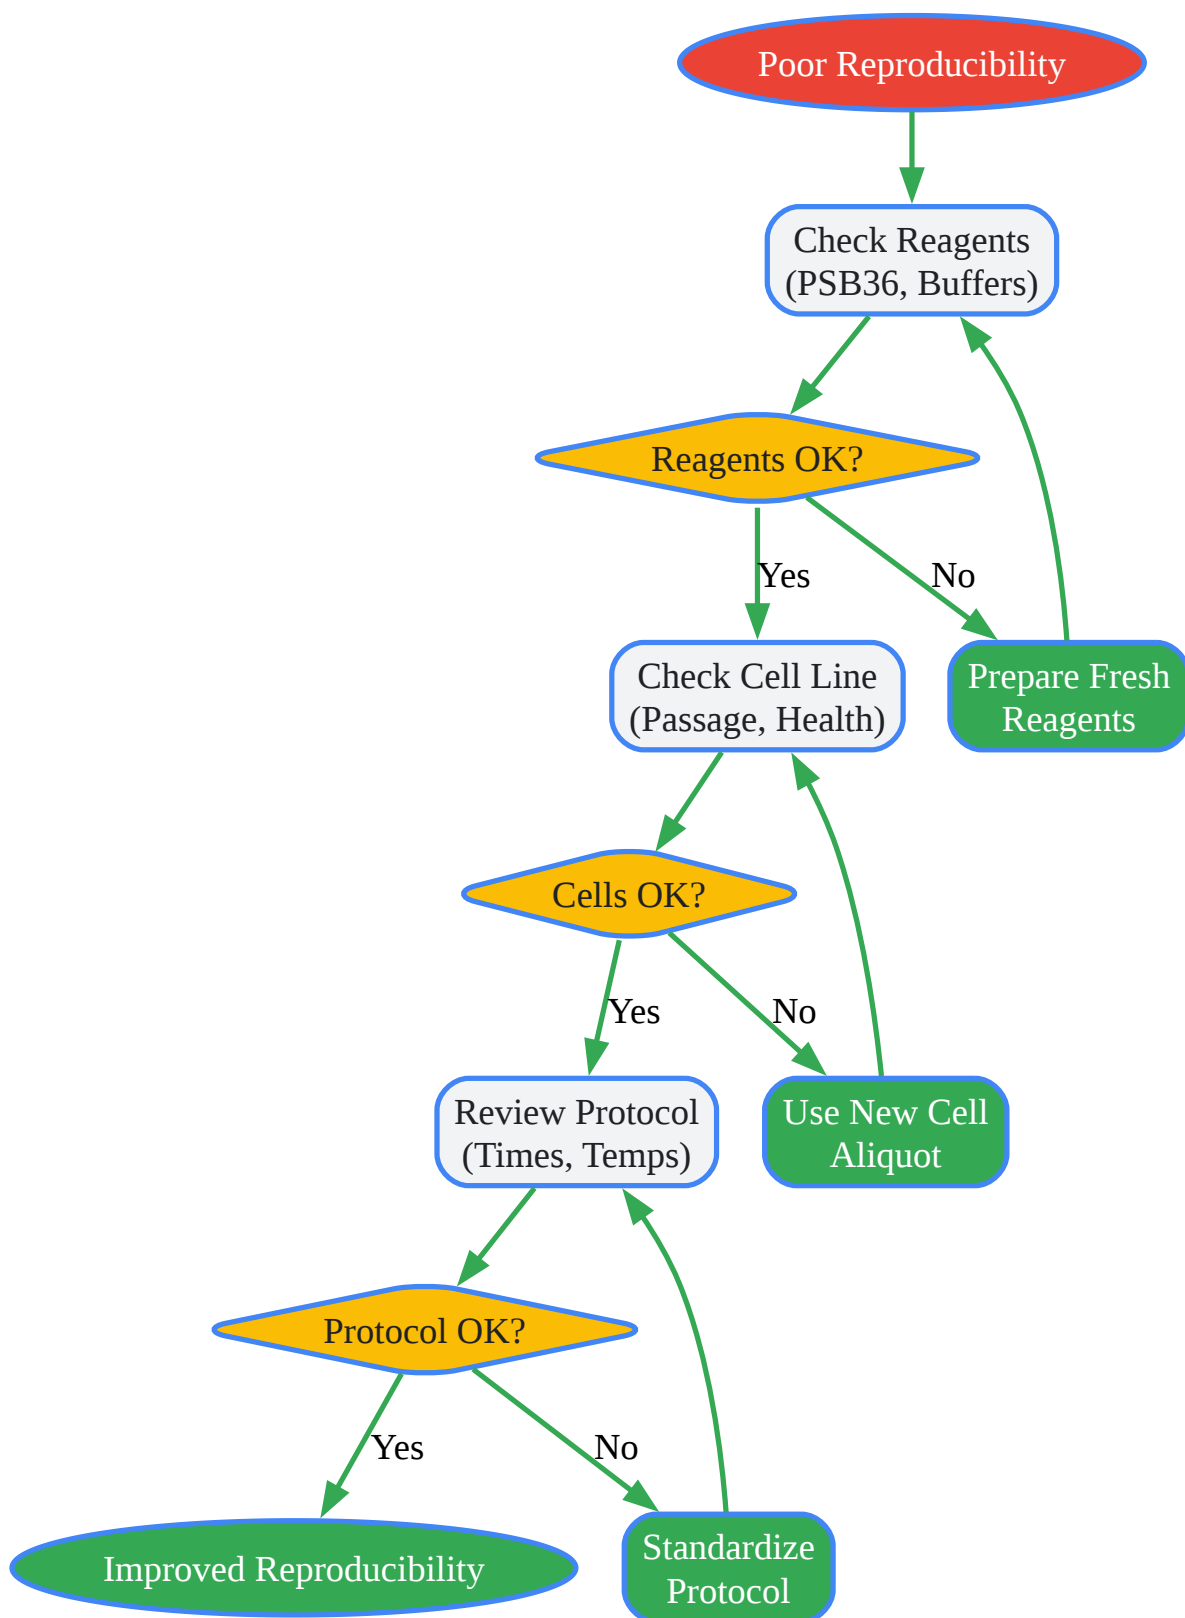 Poor Reproducibility
Check Reagents
(PSB36, Buffers)
Reagents OK?
Yes
No
Check Cell Line
(Passage, Health)
Prepare Fresh
Reagents
Cells OK?
Yes
No
Review Protocol
(Times, Temps)
Use New Cell
Aliquot
Protocol OK?
Yes
No
Improved Reproducibility
Standardize
Protocol